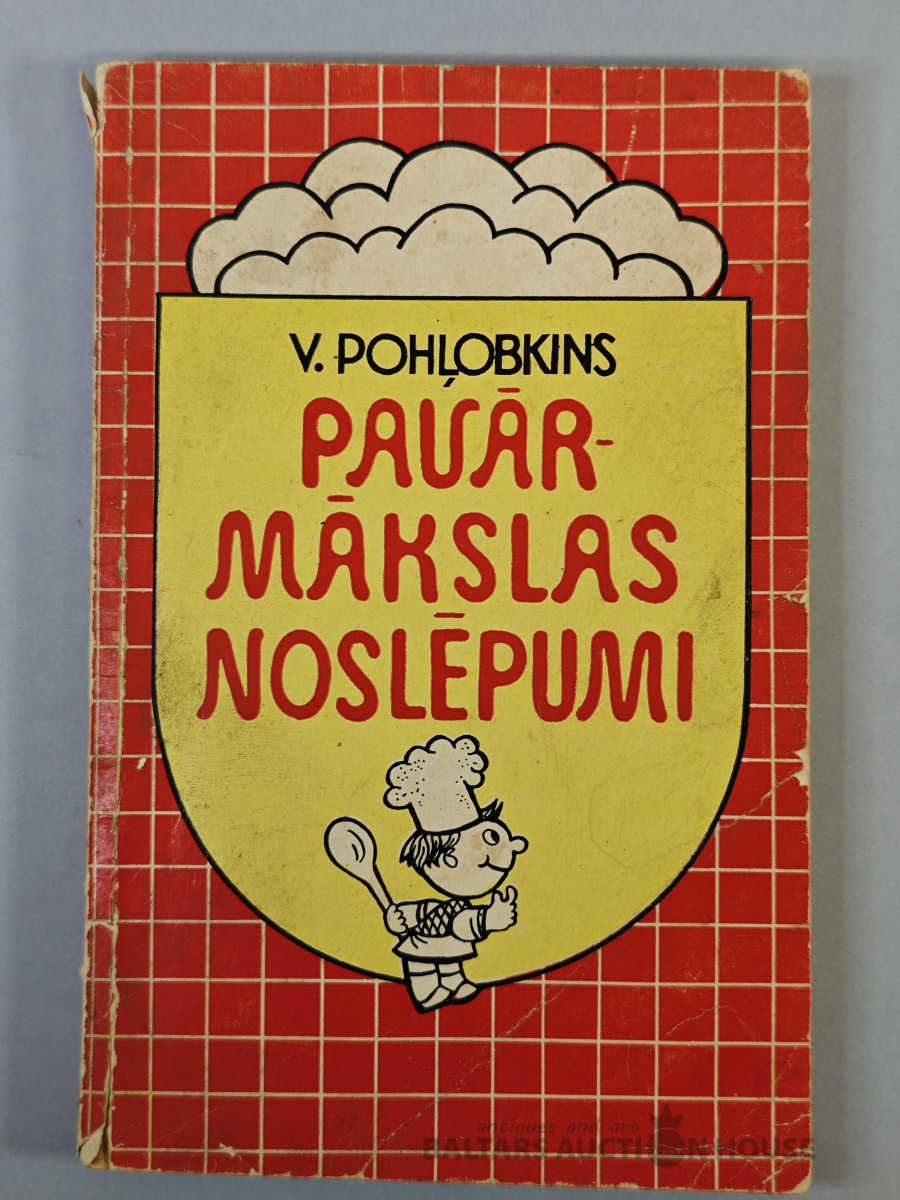 V. POHĻOBKINS
PAVĀR-
MĀKSLAS
NOSLĒPUMI
antiques and art
BALTARS AUCTION HOUSE